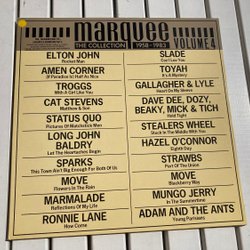 marquee
THE COLLECTION 1958-1983 VOLUME 4
ELTON JOHN
Rocket Man
AMEN CORNER
If Paradise Is Half As Nice
TROGGS
With A Girl Like You
CAT STEVENS
Matthew & Son
STATUS QUO
Pictures Of Matchstick Men
LONG JOHN
BALDRY
Let The Heartaches Begin
SPARKS
This Town Ain't Big Enough For Both Of Us
MOVE
Flowers In The Rain
MARMALADE
Reflections Of My Life
RONNIE LANE
How Come
SLADE
Cum Feel
TOYAH
It's A Mystery
GALLAGHER & LYLE
Heart On My Sleeve
DAVE DEE, DOZY,
BEAKY, MICK & TICH
Hold Tight
STEALERS WHEEL
Stuck In The Middle With You
HAZEL O'CONNOR
Eighth Day
STRAWBS
Part Of The Union
MOVE
Blackberry Way
MUNGO JERRY
In The Summertime
ADAM AND THE ANTS
Young Parisians